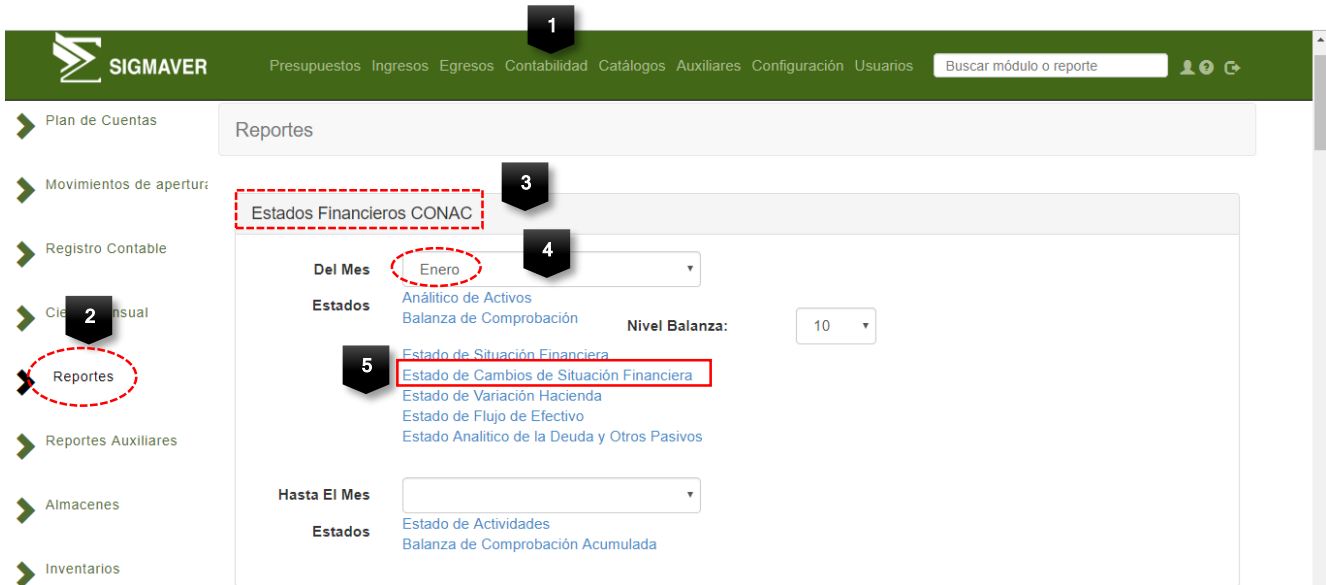 1
SIGMAVER
Presupuestos Ingresos Egresos Contabilidad Catálogos Auxiliares Configuración Usuarios Buscar módulo o reporte
Plan de Cuentas
Reportes
Movimientos de apertura
3
Estados Financieros CONAC
Registro Contable
4
Del Mes Enero
Estados Análitico de Activos
Balanza de Comprobación Nivel Balanza: 10
2
Estado de Situación Financiera
5
Estado de Cambios de Situación Financiera
Reportes
Estado de Variación Hacienda
Estado de Flujo de Efectivo
Estado Analitico de la Deuda y Otros Pasivos
Reportes Auxiliares
Hasta El Mes
Almacenes
Estados Estado de Actividades
Balanza de Comprobación Acumulada
Inventarios